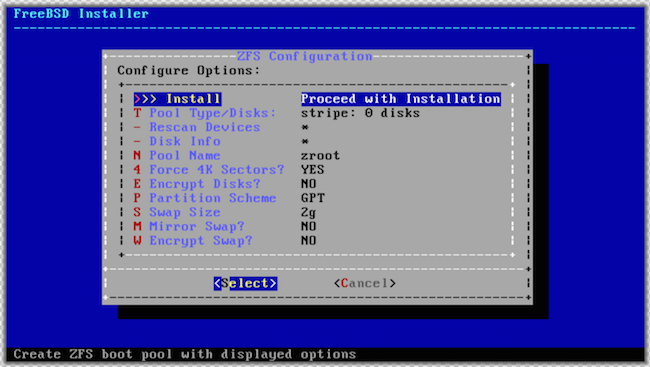 FreeBSD Installer
ZFS Configuration
Configure Options:
>>> Install Proceed with Installation
T Pool Type/Disks: stripe: 0 disks
- Rescan Devices *
- Disk Info *
N Pool Name zroot
4 Force 4K Sectors? YES
E Encrypt Disks? NO
P Partition Scheme GPT
S Swap Size 2g
M Mirror Swap? NO
W Encrypt Swap? NO
<Select> <Cancel>
Create ZFS boot pool with displayed options